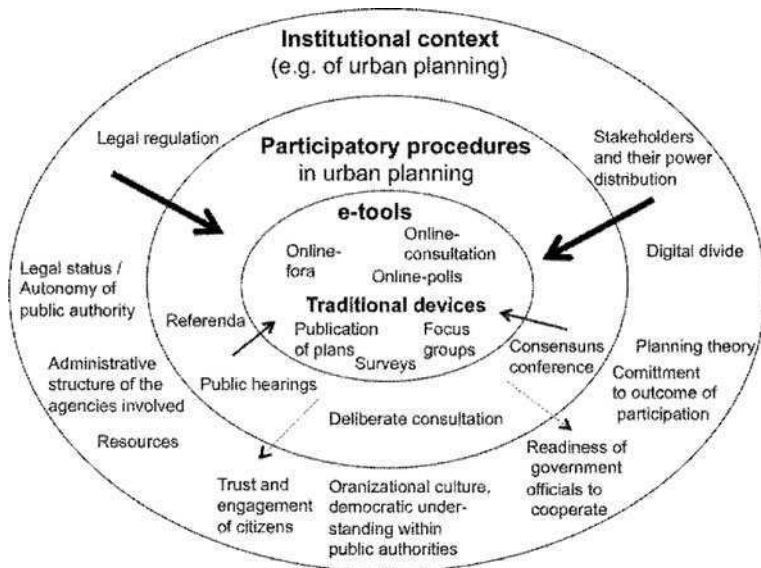 Institutional context
(e.g. of urban planning)
Legal regulation
Stakeholders
and their power
distribution
Participatory procedures
in urban planning
e-tools
Online-
fora
Online-
consultation
Online-polls
Digital divide
Legal status /
Autonomy of
public authority
Traditional devices
Referenda
Publication
of plans
Focus
groups
Surveys
Consensuns
conference
Planning theory
Administrative
structure of the
agencies involved
Public hearings
Comittment
to outcome of
participation
Deliberate consultation
Resources
Readiness of
government
officials to
cooperate
Trust and
engagement
of citizens
Oranizational culture,
democratic under-
standing within
public authorities